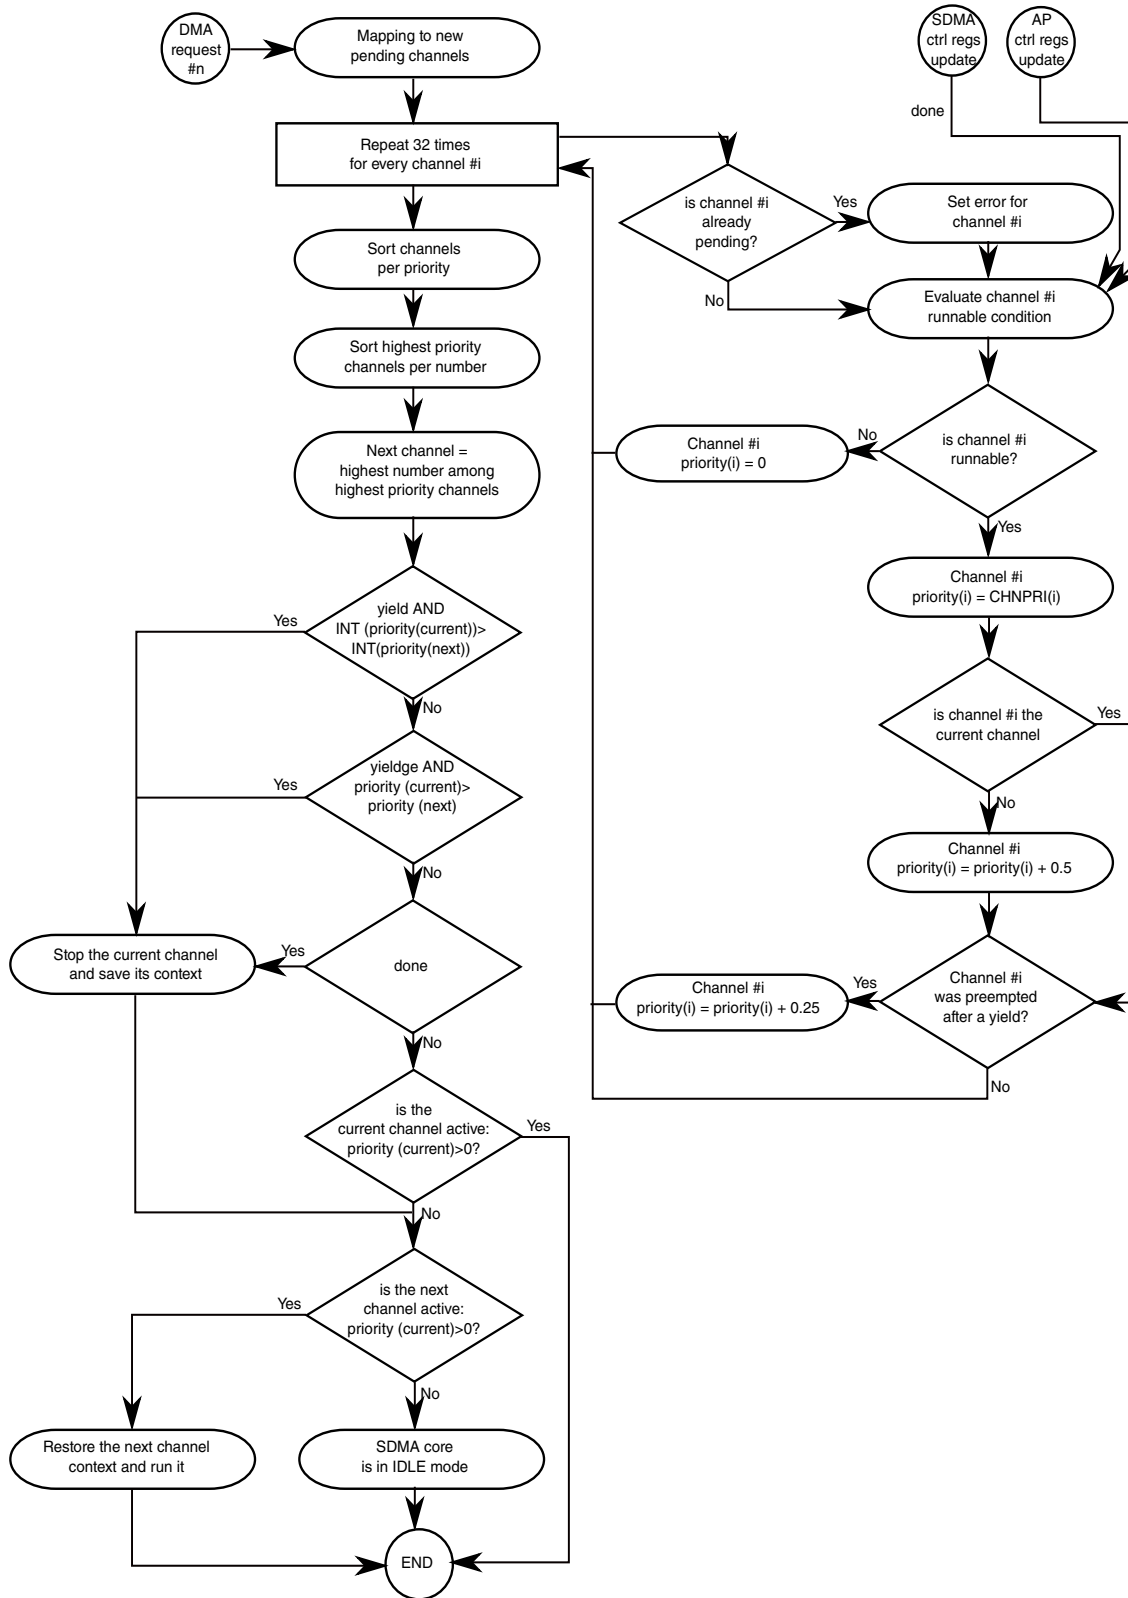 DMA
request
#n
Mapping to new
pending channels
SDMA
ctrl regs
update
AP
ctrl regs
update
done
Repeat 32 times
for every channel #i
is channel #i
already
pending?
Yes
Set error for
channel #i
No
Evaluate channel #i
runnable condition
Sort channels
per priority
Sort highest priority
channels per number
Next channel =
highest number among
highest priority channels
is channel #i
runnable?
No
Channel #i
priority(i) = 0
Yes
Channel #i
priority(i) = CHNPRI(i)
is channel #i the
current channel
Yes
No
Channel #i
priority(i) = priority(i) + 0.5
Channel #i
was preempted
after a yield?
Yes
Channel #i
priority(i) = priority(i) + 0.25
No
yield AND
INT (priority(current))>
INT(priority(next))
Yes
No
yieldge AND
priority (current)>
priority (next)
Yes
No
done
Yes
Stop the current channel
and save its context
No
is the
current channel active:
priority (current)>0?
Yes
No
is the next
channel active:
priority (current)>0?
Yes
No
Restore the next channel
context and run it
SDMA core
is in IDLE mode
END